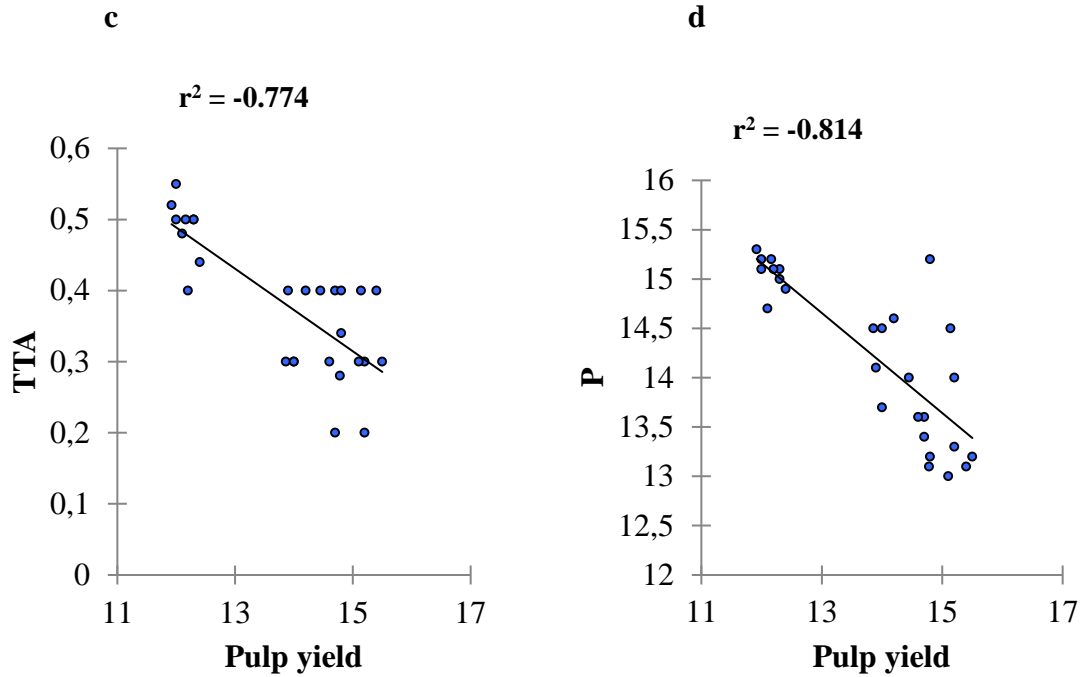 c
r² = -0.774
0,6
0,5
0,4
0,3
0,2
0,1
0
TTA
11 13 15 17
Pulp yield
d
r² = -0.814
16
15,5
15
14,5
14
13,5
13
12,5
12
P
11 13 15 17
Pulp yield